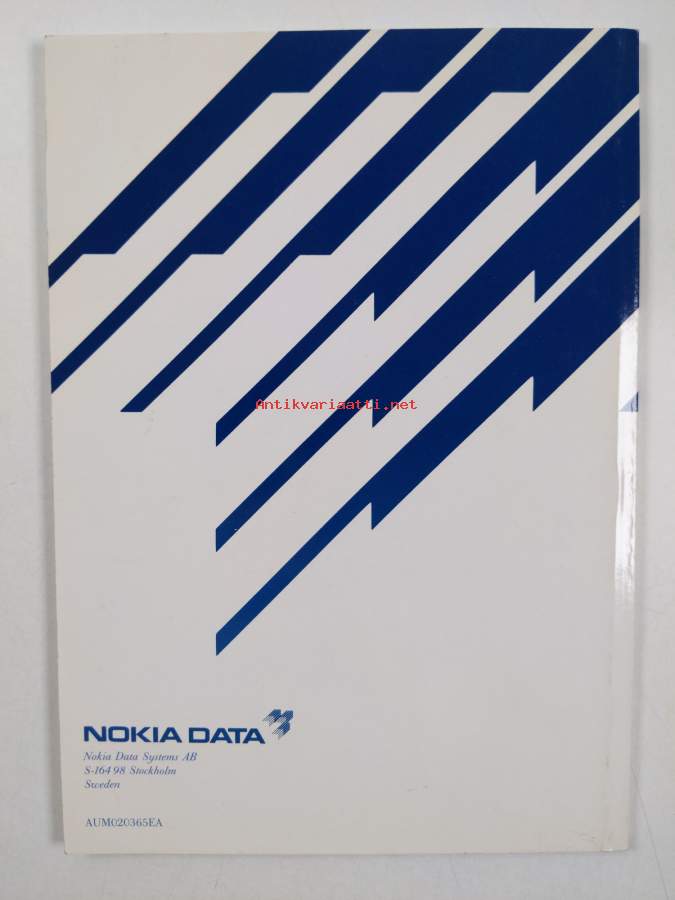 Antikvariaatti.net
NOKIA DATA
Nokia Data Systems AB
S-164 98 Stockholm
Sweden
AUM020365EA